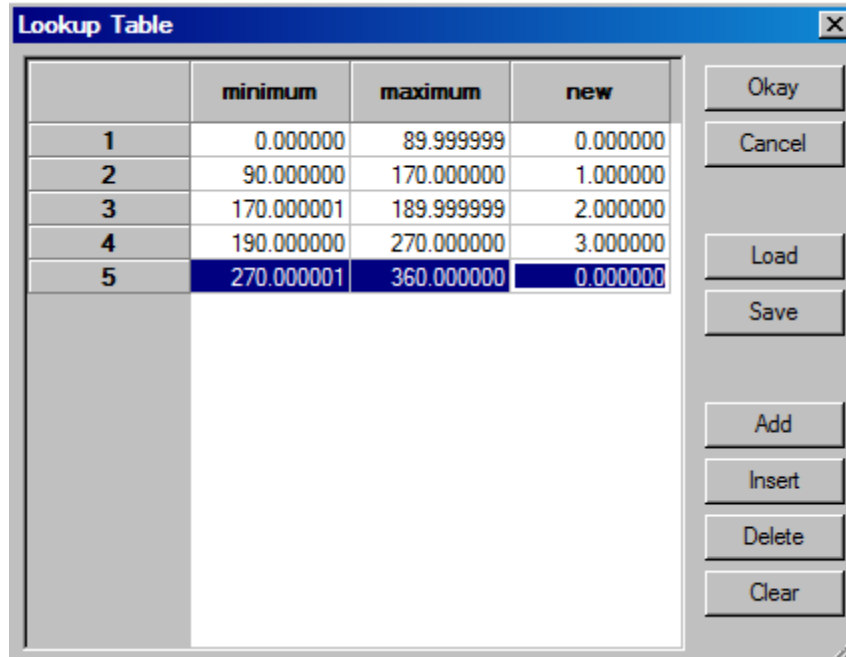 Lookup Table
minimum maximum new
1 0.000000 89.999999 0.000000
2 90.000000 170.000000 1.000000
3 170.000001 189.999999 2.000000
4 190.000000 270.000000 3.000000
5 270.000001 360.000000 0.000000
Okay
Cancel
Load
Save
Add
Insert
Delete
Clear